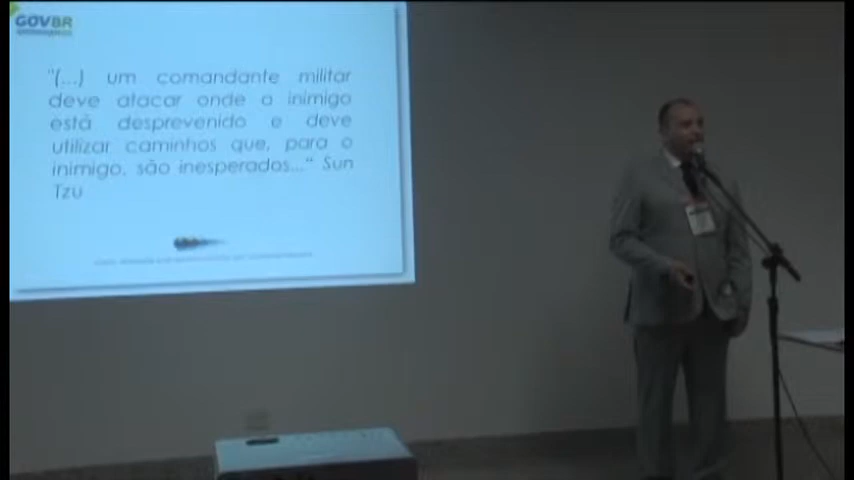 GOVBR
"(...) um comandante militar
deve atacar onde o inimigo
está desprevenido e deve
utilizar caminhos que, para o
inimigo, são inesperados..." Sun
Tzu